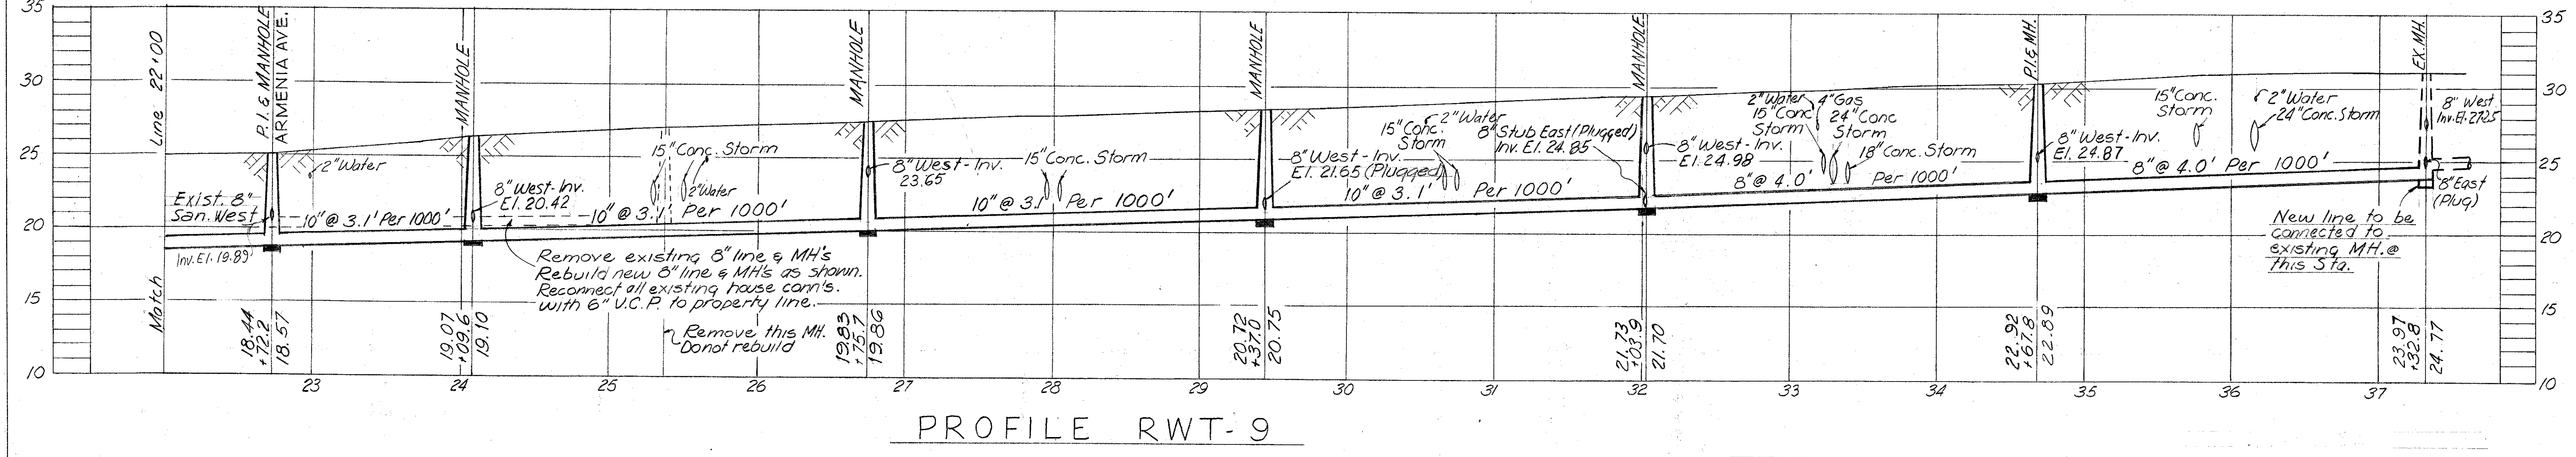 35
30
25
20
15
10
Match Line 22+00
P.I. & MANHOLE
ARMENIA AVE.
Exist. 8"
San. West
Inv. El. 19.89
2" Water
10" @ 3.1' Per 1000'
18.44
+72.2
18.57
MANHOLE
8" West-Inv.
El. 20.42
19.07
+09.6
19.10
10" @ 3.1' Per 1000'
15" Conc. Storm
2" Water
Remove existing 8" line & MH's
Rebuild new 8" line & MH's as shown.
Reconnect all existing house conn's.
with 6" V.C.P. to property line.
Remove this MH.
Do not rebuild
MANHOLE
8" West-Inv.
23.65
19.83
+75.7
19.86
15" Conc. Storm
10" @ 3.1' Per 1000'
MANHOLE
8" West-Inv.
El. 21.65 (Plugged)
20.72
+37.0
20.75
15" Conc.
Storm
2" Water
10" @ 3.1' Per 1000'
8" Stub East (Plugged)
Inv. El. 24.85
MANHOLE
8" West-Inv.
El. 24.98
21.73
+03.9
21.70
2" Water
15" Conc
Storm
4" Gas
24" Conc
Storm
18" Conc. Storm
8" @ 4.0' Per 1000'
P.I. & MH.
8" West-Inv.
El. 24.87
22.92
+67.8
22.89
15" Conc.
Storm
2" Water
24" Conc. Storm
8" @ 4.0' Per 1000'
EX. MH.
8" West
Inv. El. 27.25
8" East
(Plug)
New line to be
connected to
existing MH. @
this Sta.
23.97
+32.8
24.77
35
30
25
20
15
10
23 24 25 26 27 28 29 30 31 32 33 34 35 36 37
PROFILE RWT-9